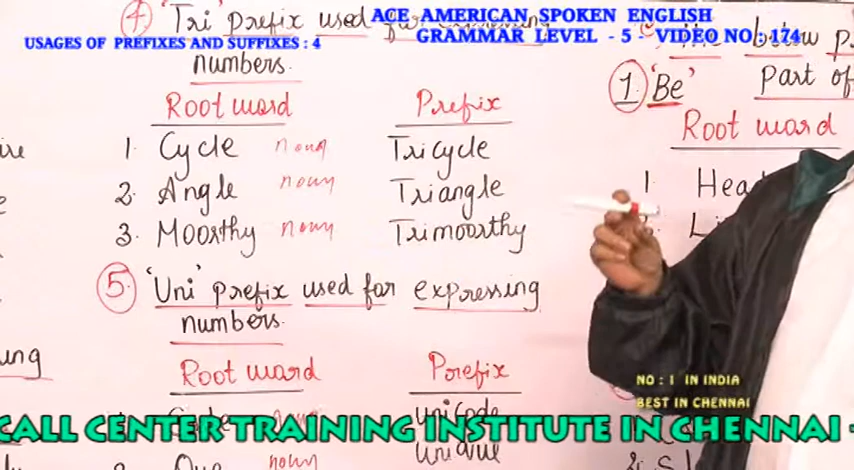 ACE AMERICAN SPOKEN ENGLISH
GRAMMAR LEVEL - 5 - VIDEO NO : 174
USAGES OF PREFIXES AND SUFFIXES : 4
4 'Tri' prefix used
numbers.
Root word Prefix
1. Cycle noun Tricycle
2. Angle noun Triangle
3. Moorthy noun Trimoorthy
5. 'Uni' prefix used for expressing
numbers.
Root word Prefix
noun Unicode
2. noun
below
1. 'Be' Part of
Root word
1. Hea
NO : 1 IN INDIA
BEST IN CHENNAI
CALL CENTER TRAINING INSTITUTE IN CHENNAI -